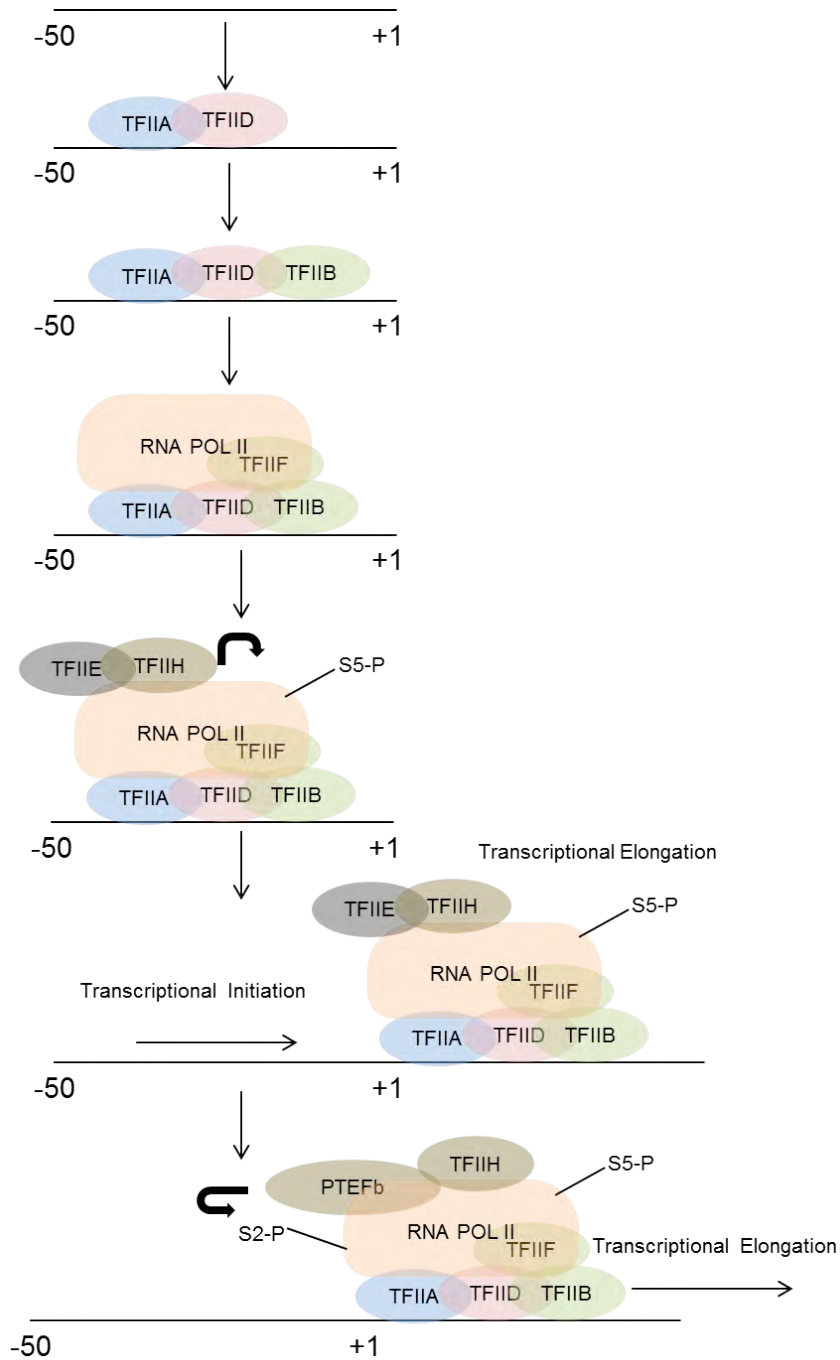 -50 +1
TFIIA TFIID
-50 +1
TFIIA TFIID TFIIB
-50 +1
RNA POL II
TFIIF
TFIIA TFIID TFIIB
-50 +1
TFIIE TFIIH
S5-P
RNA POL II
TFIIF
TFIIA TFIID TFIIB
-50 +1
Transcriptional Elongation
TFIIE TFIIH
S5-P
RNA POL II
TFIIF
Transcriptional Initiation
TFIIA TFIID TFIIB
-50 +1
TFIIH
S5-P
PTEFb
S2-P
RNA POL II
TFIIF
Transcriptional Elongation
TFIIA TFIID TFIIB
-50 +1